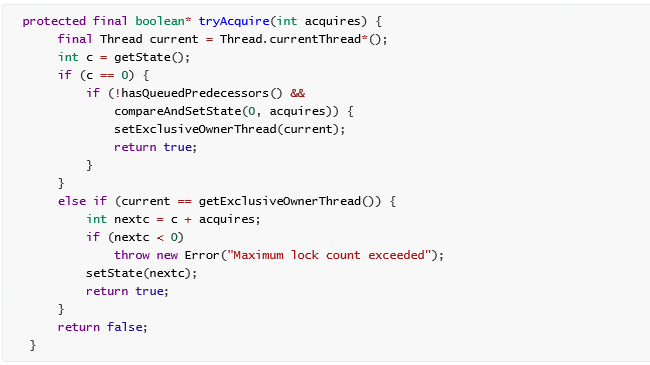 protected final boolean* tryAcquire(int acquires) {
final Thread current = Thread.currentThread*();
int c = getState();
if (c == 0) {
if (!hasQueuedPredecessors() &&
compareAndSetState(0, acquires)) {
setExclusiveOwnerThread(current);
return true;
}
}
else if (current == getExclusiveOwnerThread()) {
int nextc = c + acquires;
if (nextc < 0)
throw new Error("Maximum lock count exceeded");
setState(nextc);
return true;
}
return false;
}